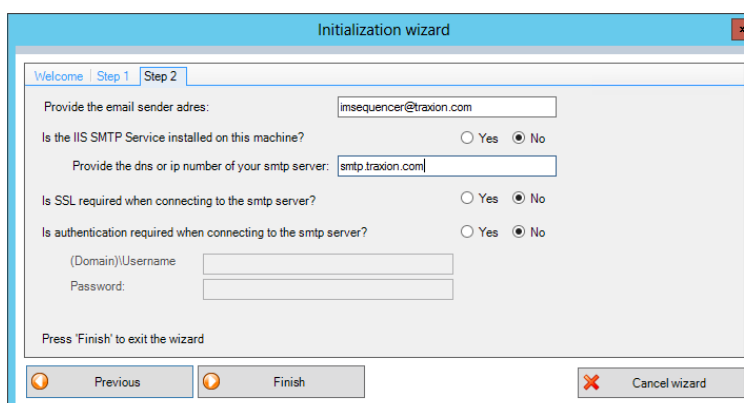 Initialization wizard
Welcome Step 1 Step 2
Provide the email sender adres: imsequencer@traxion.com
Is the IIS SMTP Service installed on this machine? Yes No
Provide the dns or ip number of your smtp server: smtp.traxion.com
Is SSL required when connecting to the smtp server? Yes No
Is authentication required when connecting to the smtp server? Yes No
(Domain)\Username
Password:
Press 'Finish' to exit the wizard
Previous Finish Cancel wizard